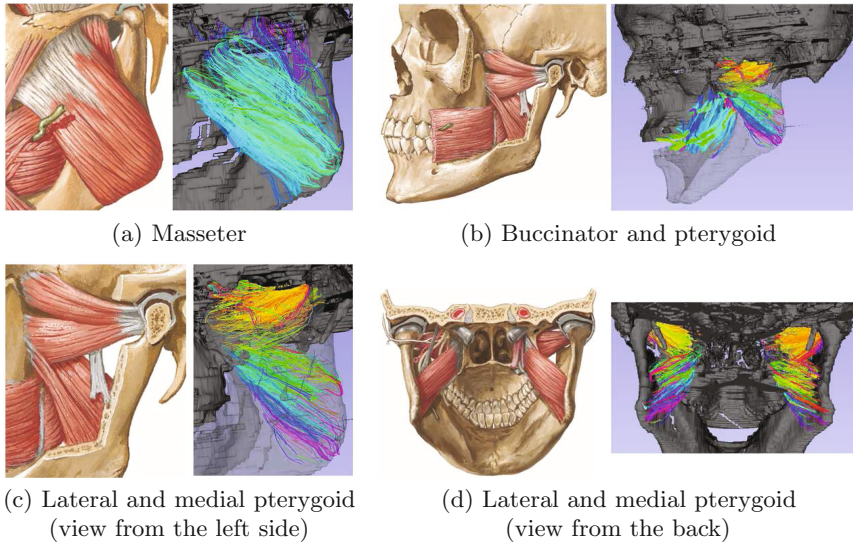 (a) Masseter
(b) Buccinator and pterygoid
(c) Lateral and medial pterygoid
(view from the left side)
(d) Lateral and medial pterygoid
(view from the back)